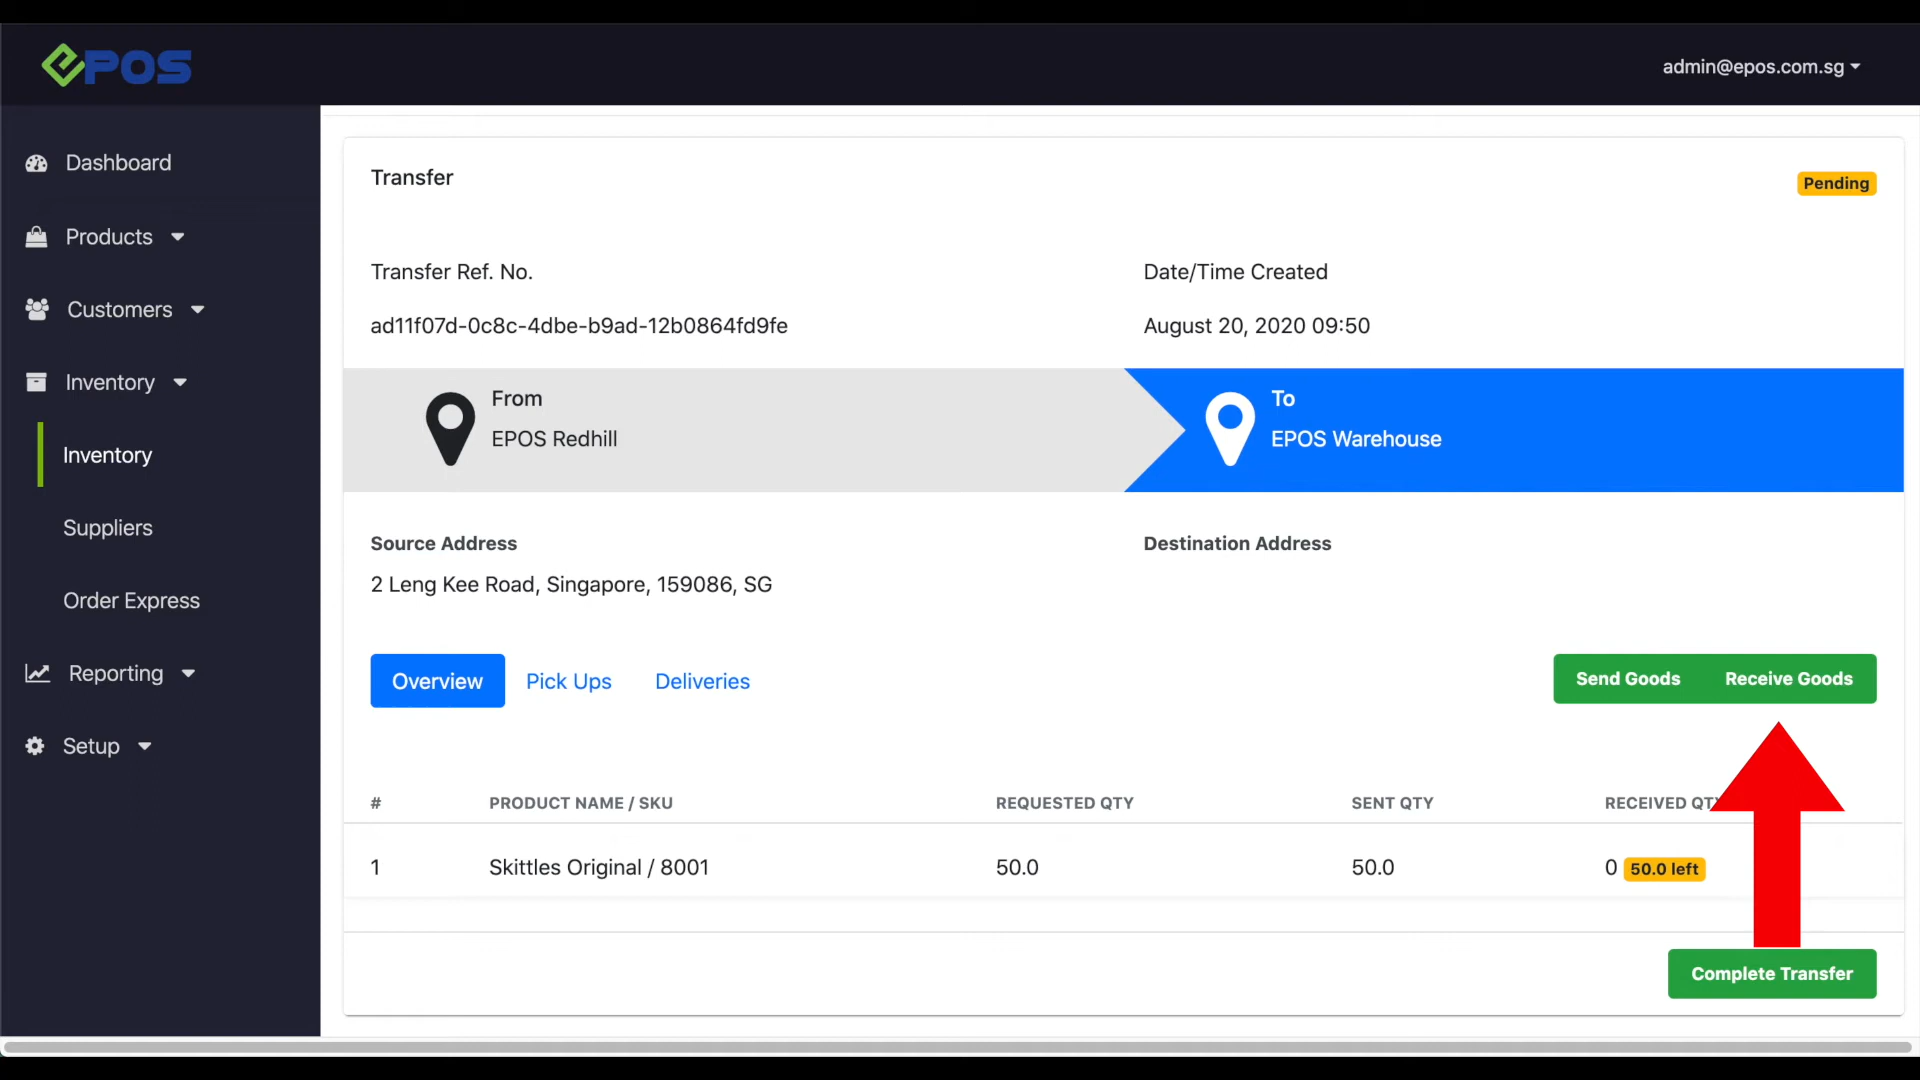 ePOS
admin@epos.com.sg
Dashboard
Products
Customers
Inventory
Inventory
Suppliers
Order Express
Reporting
Setup
Transfer
Pending
Transfer Ref. No.
Date/Time Created
ad11f07d-0c8c-4dbe-b9ad-12b0864fd9fe
August 20, 2020 09:50
From
EPOS Redhill
To
EPOS Warehouse
Source Address
Destination Address
2 Leng Kee Road, Singapore, 159086, SG
Overview
Pick Ups
Deliveries
Send Goods
Receive Goods
# PRODUCT NAME / SKU REQUESTED QTY SENT QTY RECEIVED QTY
1 Skittles Original / 8001 50.0 50.0 0 50.0 left
Complete Transfer